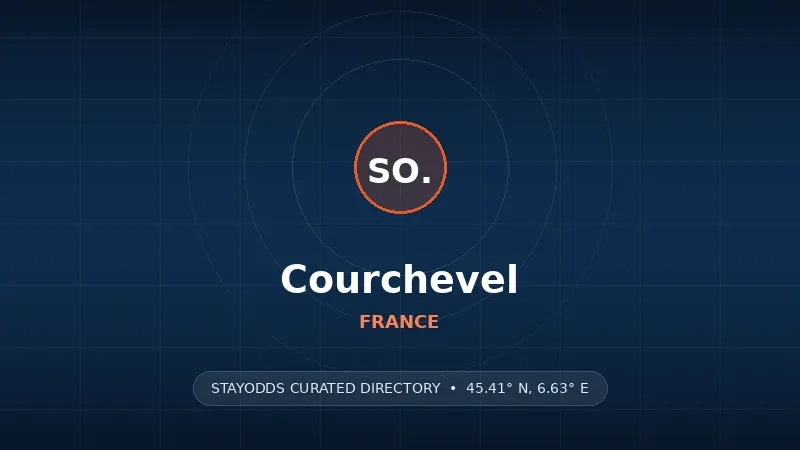 SO.
Courchevel
FRANCE
STAYODDS CURATED DIRECTORY • 45.41° N, 6.63° E